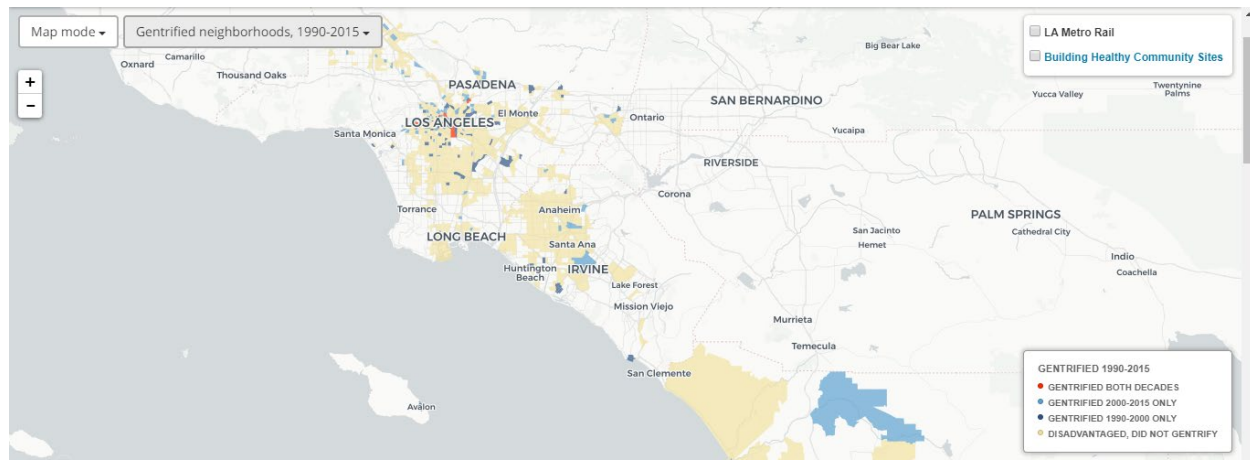 Map mode
Gentrified neighborhoods, 1990-2015
+
−
LA Metro Rail
Building Healthy Community Sites
Oxnard
Camarillo
Thousand Oaks
Big Bear Lake
Yucca Valley
Twentynine
Palms
PASADENA
SAN BERNARDINO
El Monte
Ontario
LOS ANGELES
Santa Monica
Yucaipa
RIVERSIDE
Corona
Torrance
Anaheim
PALM SPRINGS
Cathedral City
San Jacinto
Hemet
LONG BEACH
Santa Ana
Indio
Coachella
Huntington
Beach
IRVINE
Lake Forest
Mission Viejo
Murrieta
Temecula
San Clemente
Avalon
GENTRIFIED 1990-2015
GENTRIFIED BOTH DECADES
GENTRIFIED 2000-2015 ONLY
GENTRIFIED 1990-2000 ONLY
DISADVANTAGED, DID NOT GENTRIFY